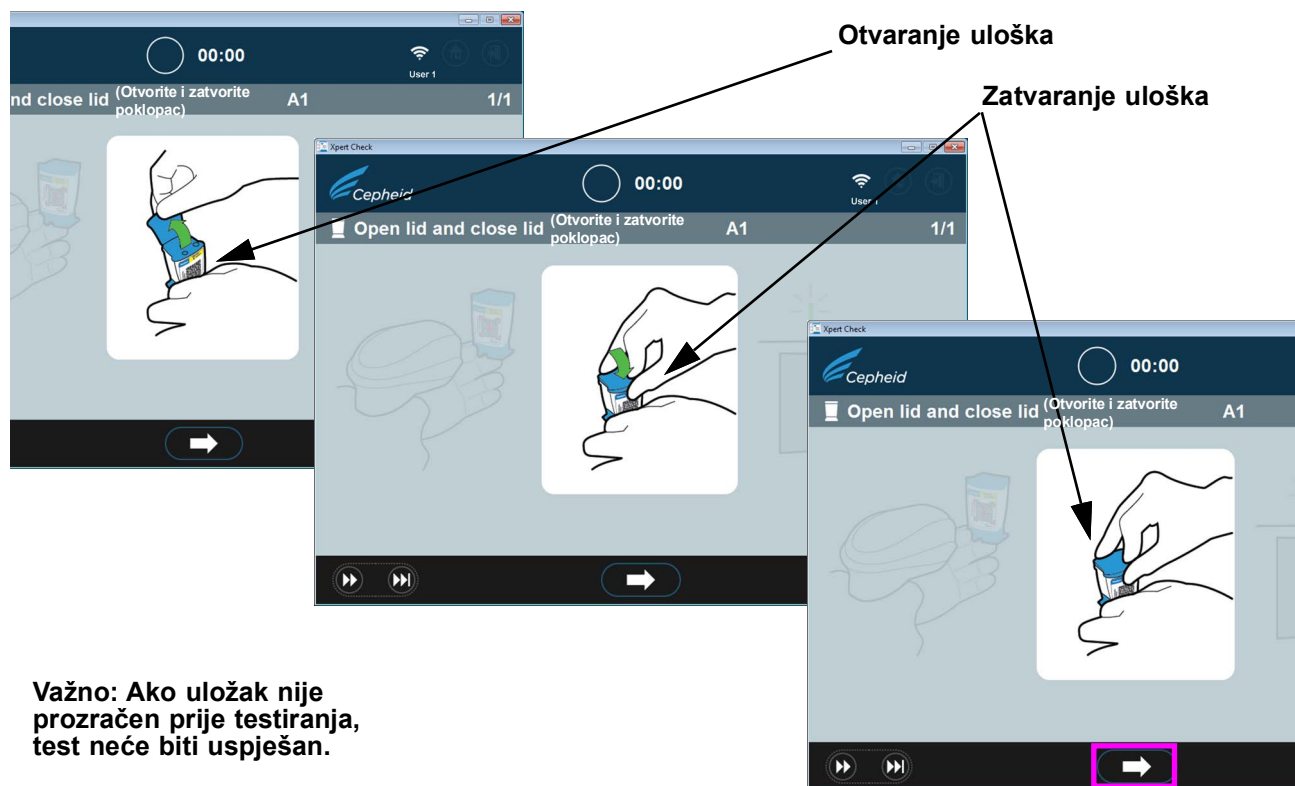 Otvaranje uloška
Zatvaranje uloška
00:00
User 1
nd close lid (Otvorite i zatvorite
poklopac)
A1
1/1
Xpert Check
Cepheid
00:00
User 1
Open lid and close lid (Otvorite i zatvorite
poklopac)
A1
1/1
Xpert Check
Cepheid
00:00
Open lid and close lid (Otvorite i zatvorite
poklopac)
A1
Važno: Ako uložak nije
prozračen prije testiranja,
test neće biti uspješan.